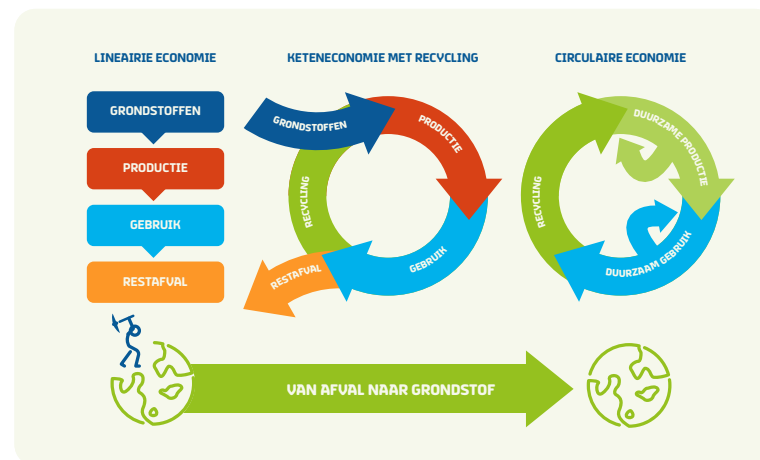 LINEAIRIE ECONOMIE
GRONDSTOFFEN
PRODUCTIE
GEBRUIK
RESTAFVAL
KETENECONOMIE MET RECYCLING
GRONDSTOFFEN
PRODUCTIE
GEBRUIK
RESTAFVAL
RECYCLING
CIRCULAIRE ECONOMIE
DUURZAME PRODUCTIE
DUURZAAM GEBRUIK
RECYCLING
VAN AFVAL NAAR GRONDSTOF